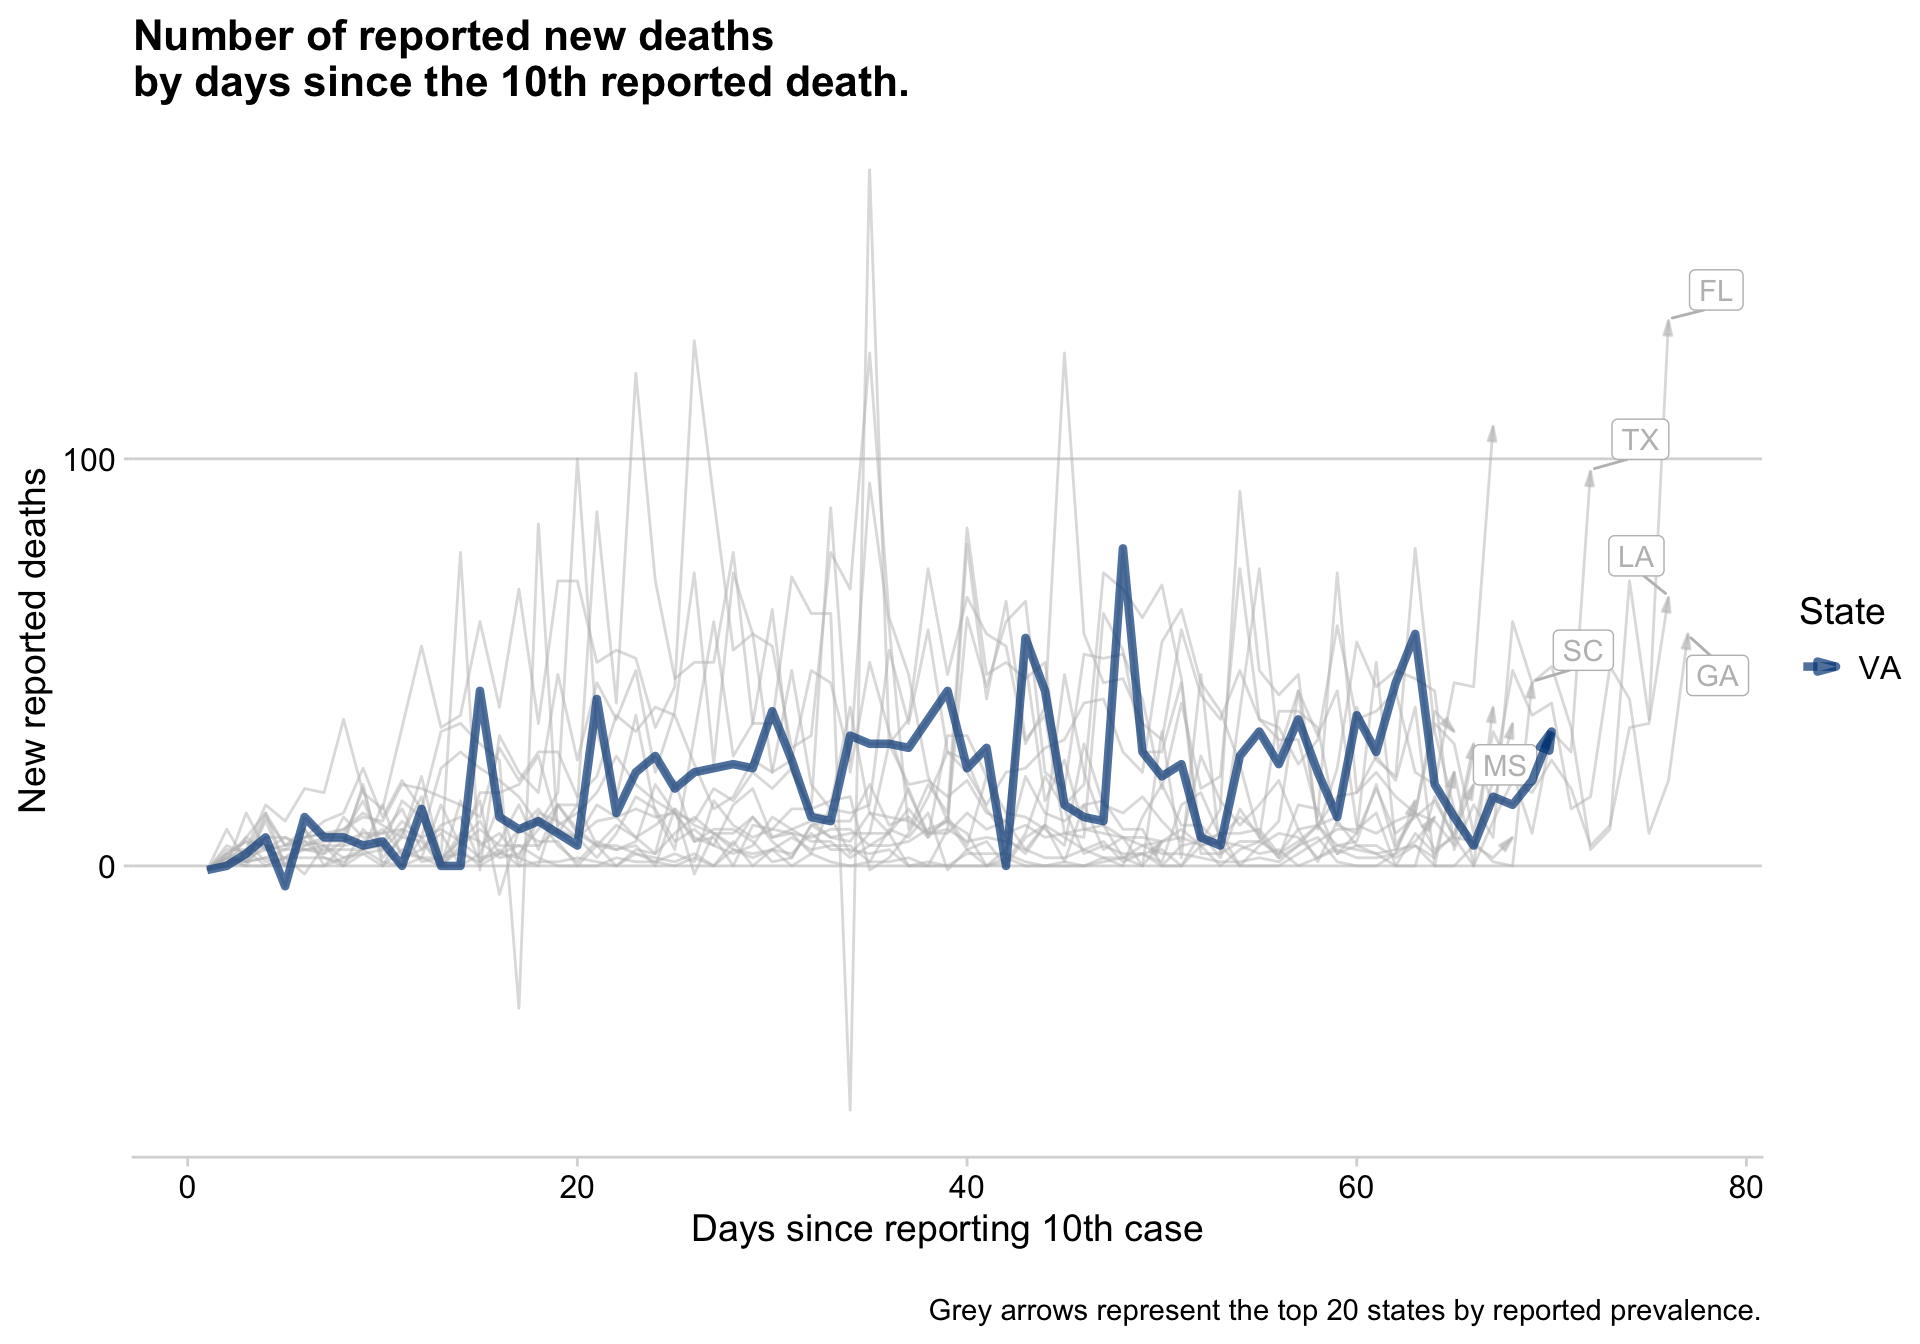 Number of reported new deaths
by days since the 10th reported death.
New reported deaths
100
0
FL
TX
LA
SC
GA
MS
State
VA
0 20 40 60 80
Days since reporting 10th case
Grey arrows represent the top 20 states by reported prevalence.